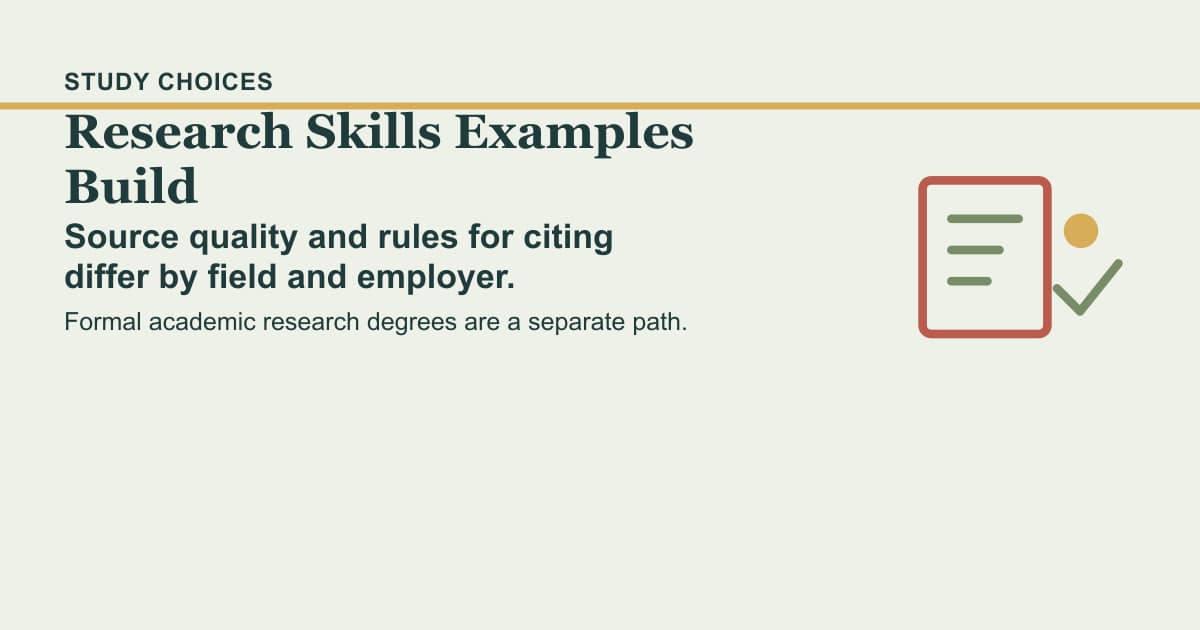 STUDY CHOICES
Research Skills Examples
Build
Source quality and rules for citing
differ by field and employer.
Formal academic research degrees are a separate path.